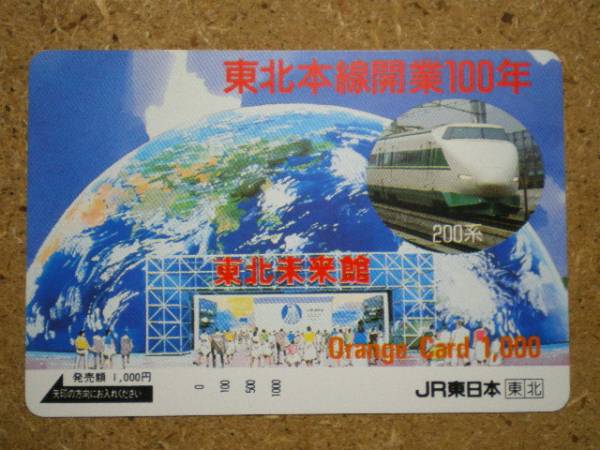 東北本線開業100年
200系
東北未来館
Orange Card 1,000
発売額 1,000円
矢印の方向にお入れください
0 100 500 1000
JR東日本 東北